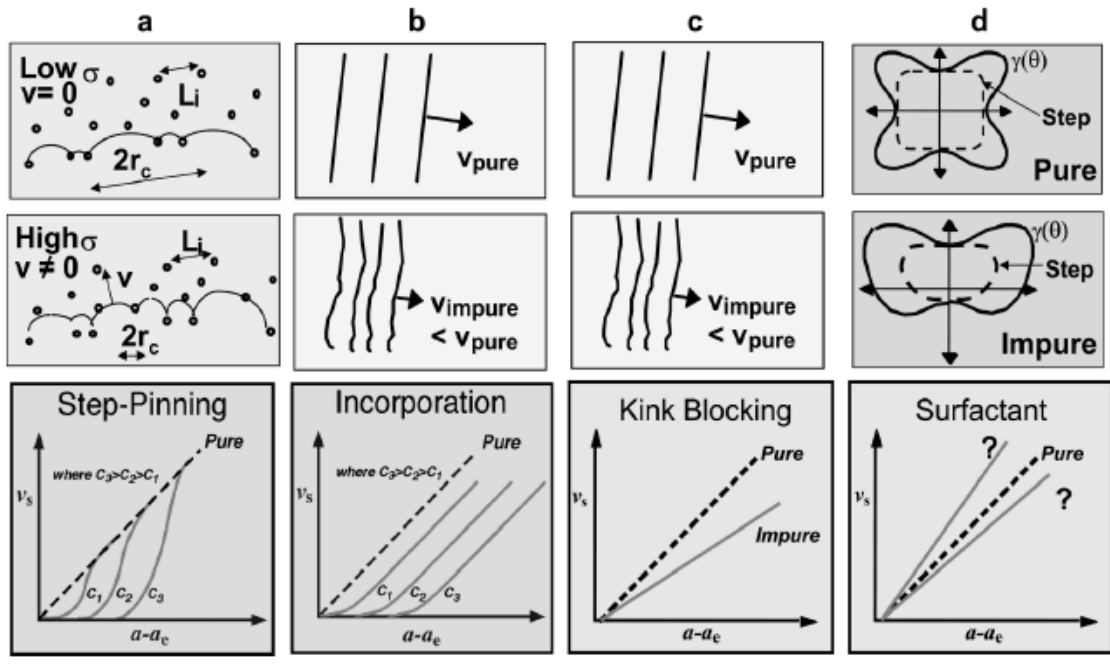 a
b
c
d
Low σ
v= 0
Li
2rc
vpure
vpure
γ(θ)
Step
Pure
High σ
v ≠ 0
Li
v
2rc
vimpure
< vpure
vimpure
< vpure
γ(θ)
Step
Impure
Step-Pinning
Pure
where C3>C2>C1
vs
C1
C2
C3
a-ae
Incorporation
Pure
where C3>C2>C1
C1
C2
C3
a-ae
Kink Blocking
Pure
vs
Impure
a-ae
Surfactant
?
Pure
?
vs
a-ae